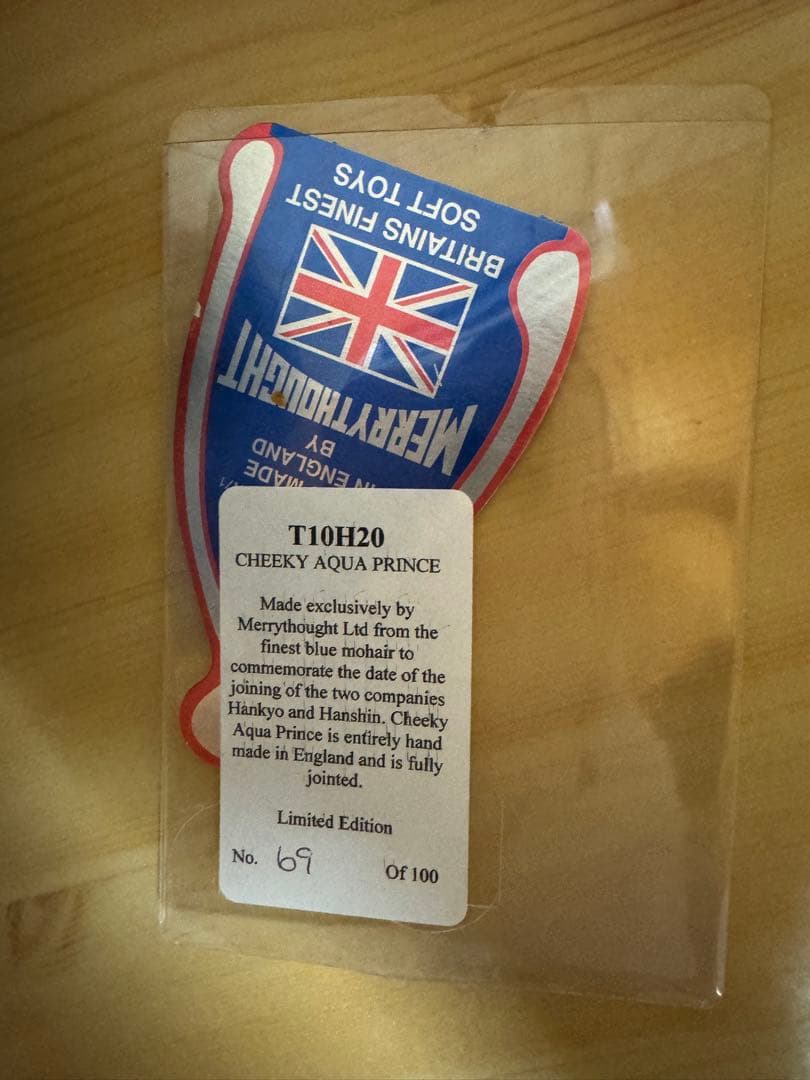 BRITAINS FINEST
SOFT TOYS
MERRYTHOUGHT
BY
IN ENGLAND
MADE
T10H20
CHEEKY AQUA PRINCE
Made exclusively by
Merrythought Ltd from the
finest blue mohair to
commemorate the date of the
joining of the two companies
Hankyo and Hanshin. Cheeky
Aqua Prince is entirely hand
made in England and is fully
jointed.
Limited Edition
No. 69 Of 100